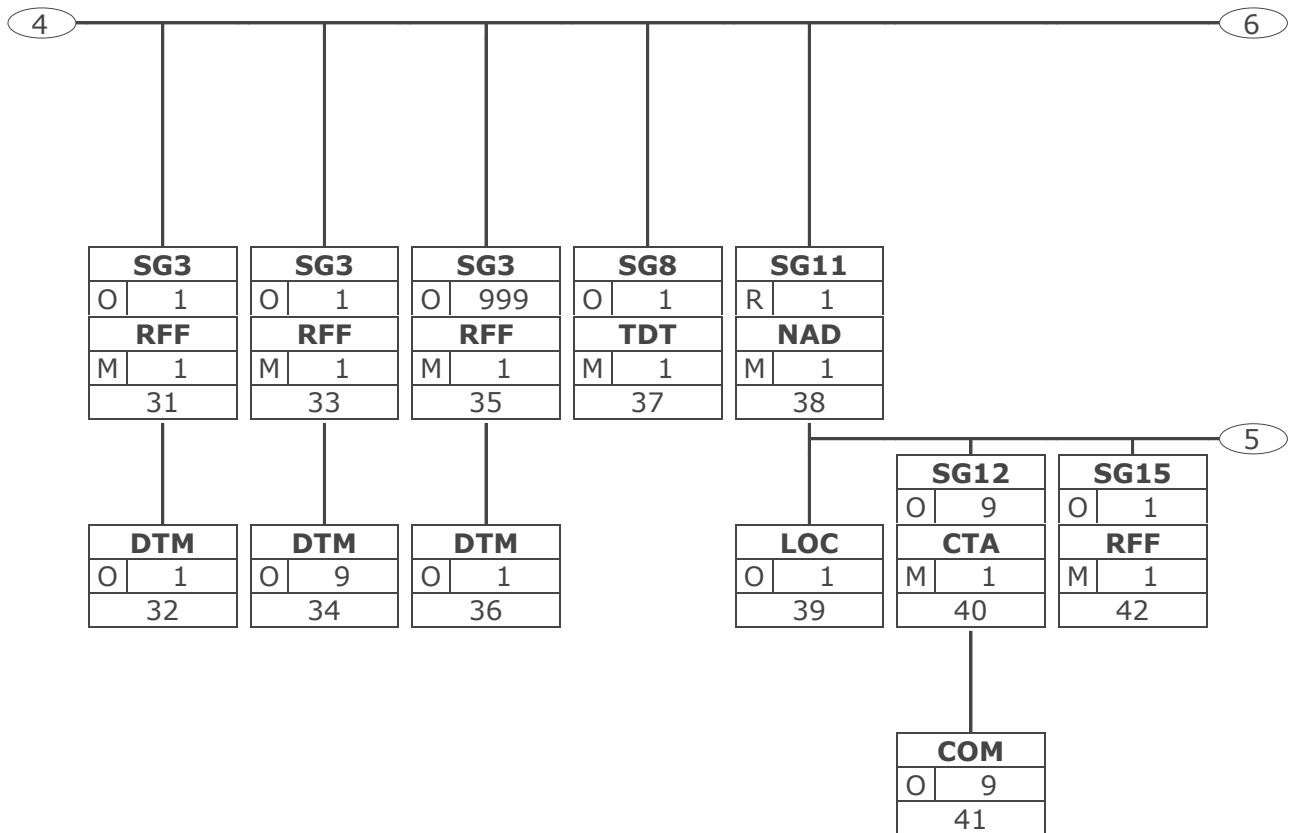 4 6
SG3 SG3 SG3 SG8 SG11
O 1 O 1 O 999 O 1 R 1
RFF RFF RFF TDT NAD
M 1 M 1 M 1 M 1 M 1
31 33 35 37 38
5
SG12 SG15
O 9 O 1
DTM DTM DTM LOC CTA RFF
O 1 O 9 O 1 O 1 M 1 M 1
32 34 36 39 40 42
COM
O 9
41